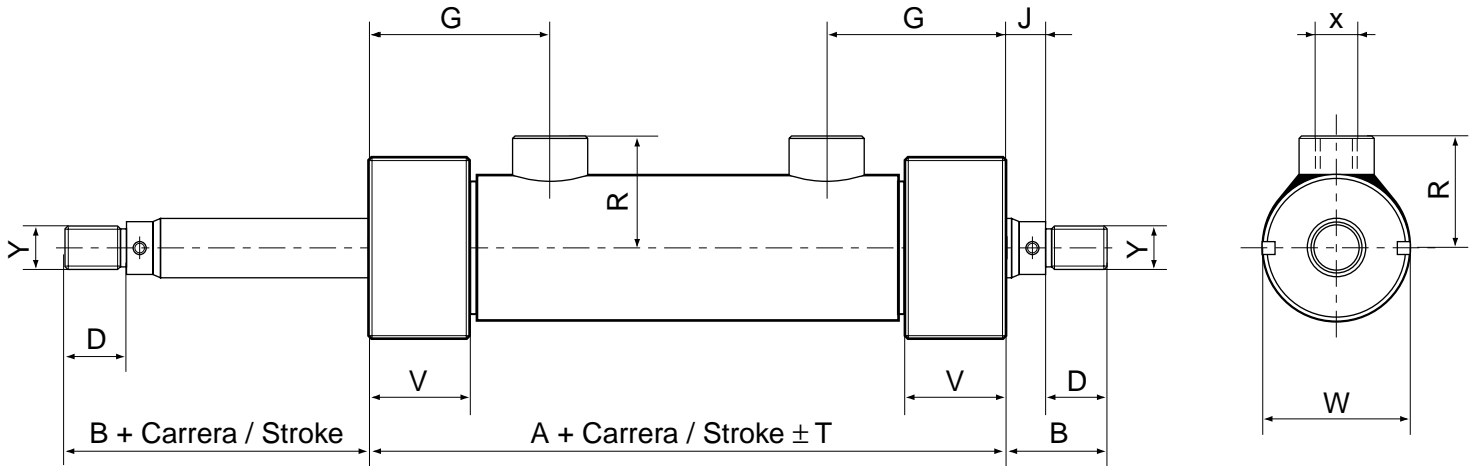 G
G
J
x
R
R
Y
Y
D
V
V
D
W
B + Carrera / Stroke
A + Carrera / Stroke ± T
B